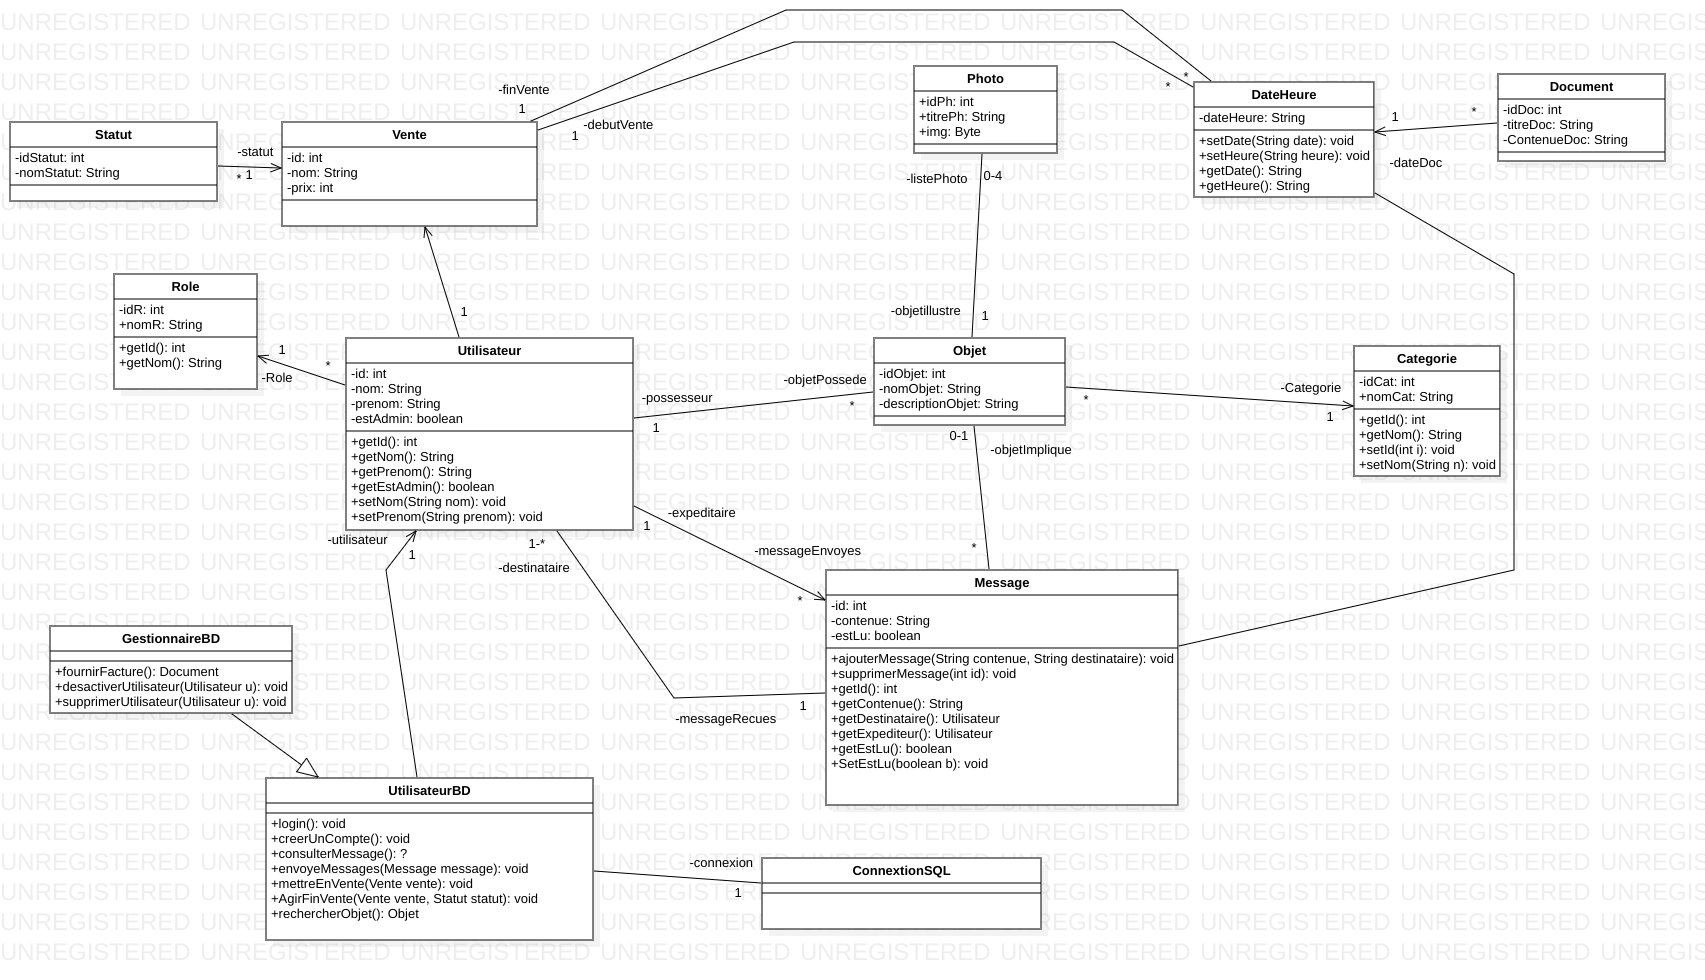 Statut
-idStatut: int
-nomStatut: String
-statut
* 1
Vente
-id: int
-nom: String
-prix: int
-finVente
1
-debutVente
1
Photo
+idPh: int
+titrePh: String
+img: Byte
-listePhoto
0-4
*
*
DateHeure
-dateHeure: String
+setDate(String date): void
+setHeure(String heure): void
+getDate(): String
+getHeure(): String
1
*
-dateDoc
Document
-idDoc: int
-titreDoc: String
-ContenueDoc: String
Role
-idR: int
+nomR: String
+getId(): int
+getNom(): String
1
*
-Role
1
Utilisateur
-id: int
-nom: String
-prenom: String
-estAdmin: boolean
+getId(): int
+getNom(): String
+getPrenom(): String
+getEstAdmin(): boolean
+setNom(String nom): void
+setPrenom(String prenom): void
-possesseur
1
-objetPossede
*
-objetillustre
1
Objet
-idObjet: int
-nomObjet: String
-descriptionObjet: String
0-1
-objetImplique
*
*
-Categorie
1
Categorie
-idCat: int
+nomCat: String
+getId(): int
+getNom(): String
+setId(int i): void
+setNom(String n): void
-utilisateur
1
1-*
-destinataire
-expeditaire
1
-messageEnvoyes
*
-messageRecues
1
Message
-id: int
-contenue: String
-estLu: boolean
+ajouterMessage(String contenue, String destinataire): void
+supprimerMessage(int id): void
+getId(): int
+getContenue(): String
+getDestinataire(): Utilisateur
+getExpediteur(): Utilisateur
+getEstLu(): boolean
+SetEstLu(boolean b): void
GestionnaireBD
+fournirFacture(): Document
+desactiverUtilisateur(Utilisateur u): void
+supprimerUtilisateur(Utilisateur u): void
UtilisateurBD
+login(): void
+creerUnCompte(): void
+consulterMessage(): ?
+envoyeMessages(Message message): void
+mettreEnVente(Vente vente): void
+AgirFinVente(Vente vente, Statut statut): void
+rechercherObjet(): Objet
-connexion
1
ConnextionSQL
UNREGISTERED